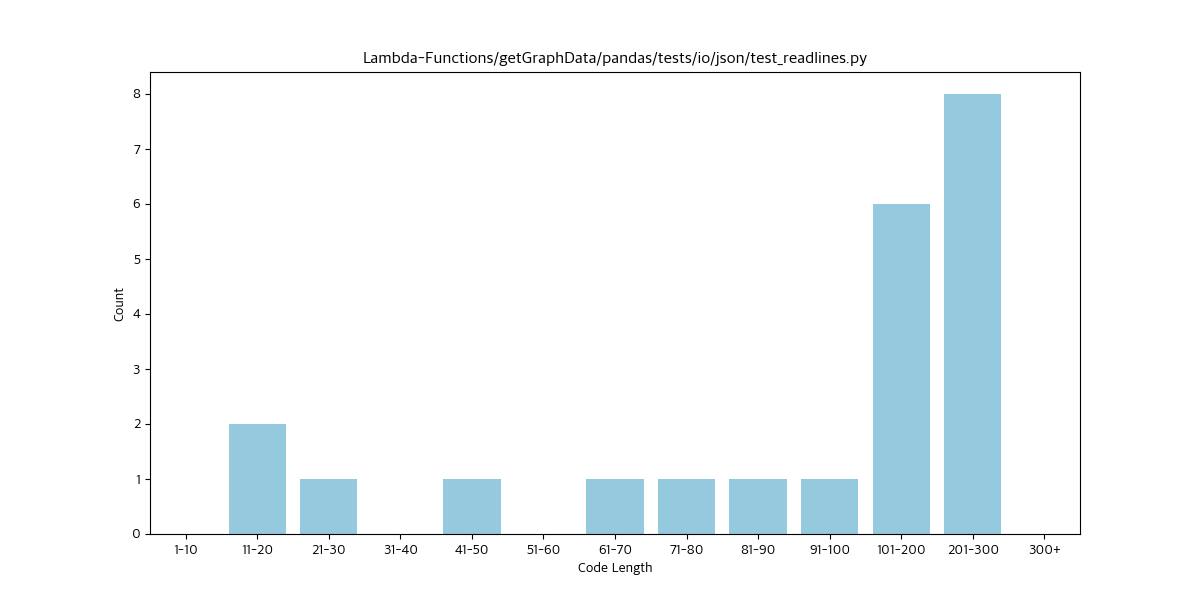 Lambda-Functions/getGraphData/pandas/tests/io/json/test_readlines.py
8
7
6
5
4
3
2
1
0
Count
1-10 11-20 21-30 31-40 41-50 51-60 61-70 71-80 81-90 91-100 101-200 201-300 300+
Code Length